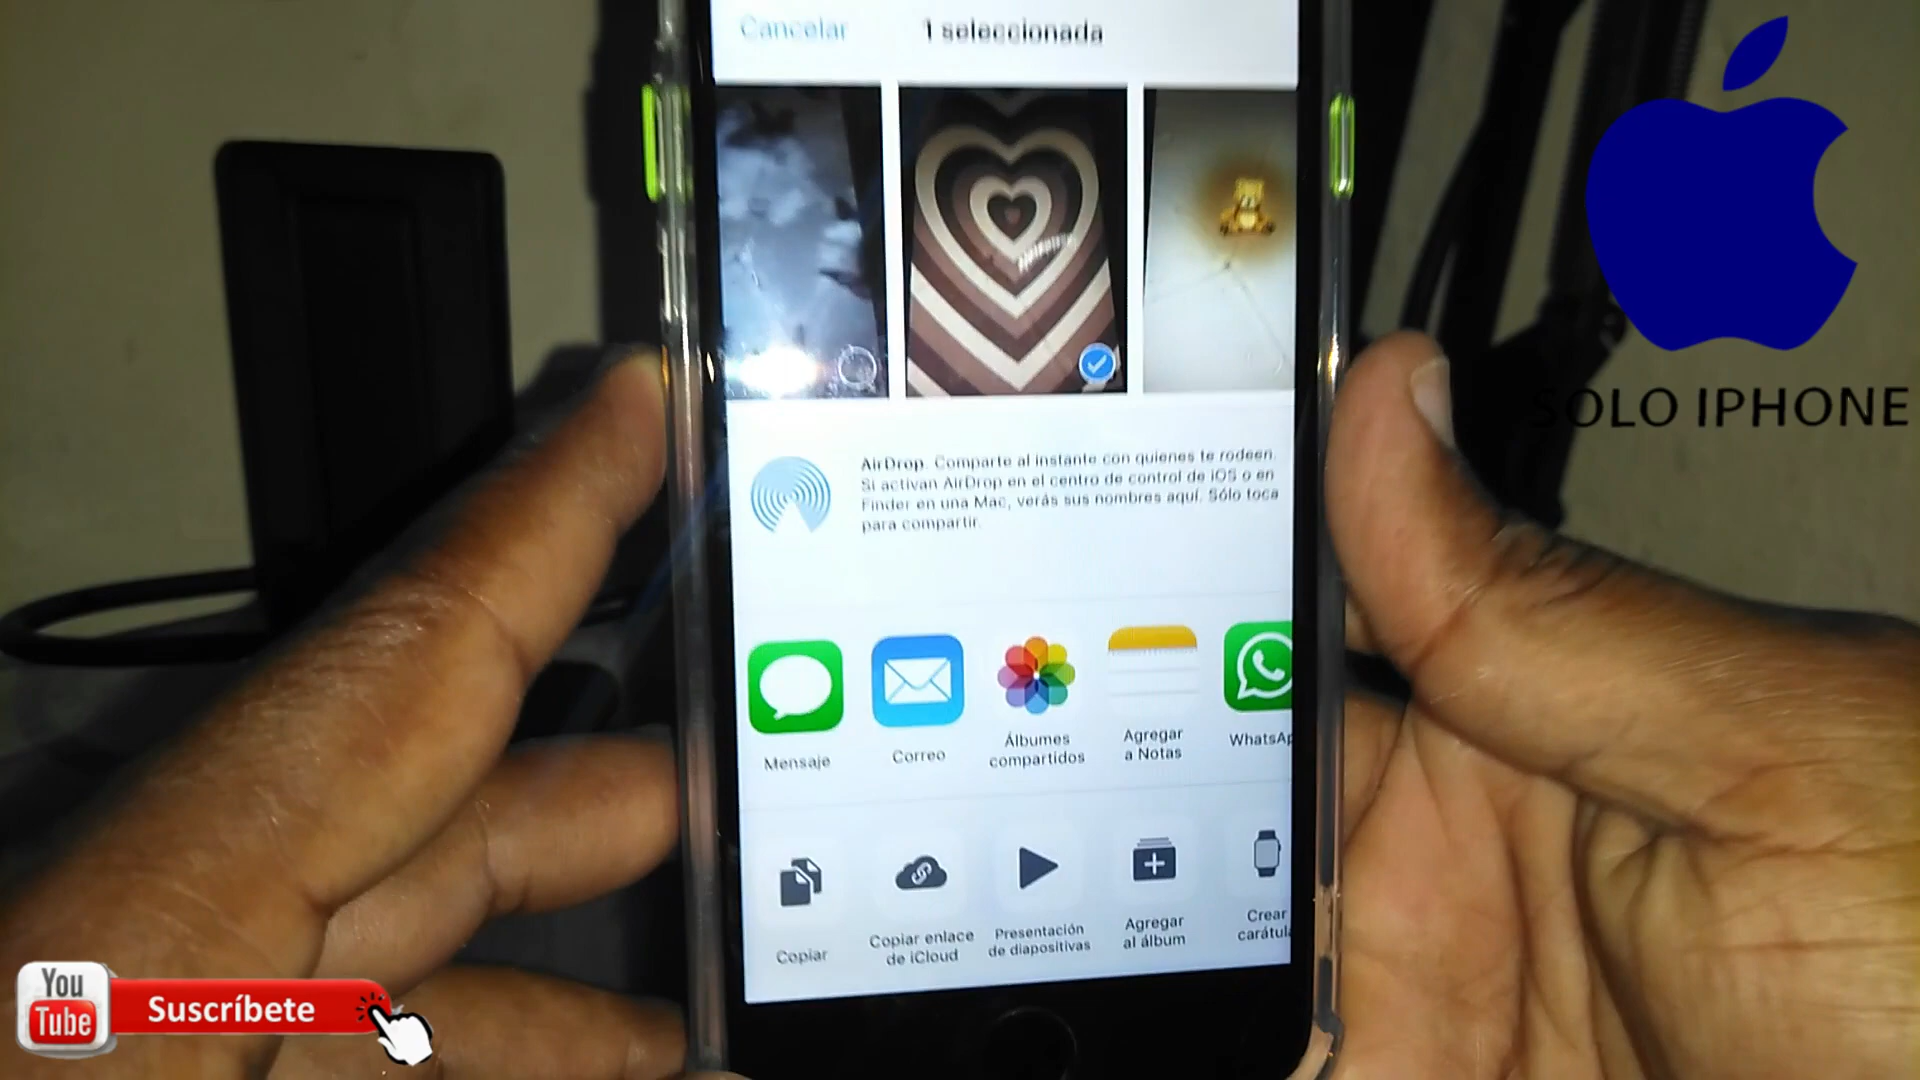 Cancelar
1 seleccionada
SOLO IPHONE
AirDrop. Comparte al instante con quienes te rodeen.
Si activan AirDrop en el centro de control de iOS o en
Finder en una Mac, verás sus nombres aquí. Sólo toca
para compartir.
Mensaje
Correo
Álbumes
compartidos
Agregar
a Notas
WhatsAp
Copiar
Copiar enlace
de iCloud
Presentación
de diapositivas
Agregar
al álbum
Crear
carátul
You
Tube
Suscríbete